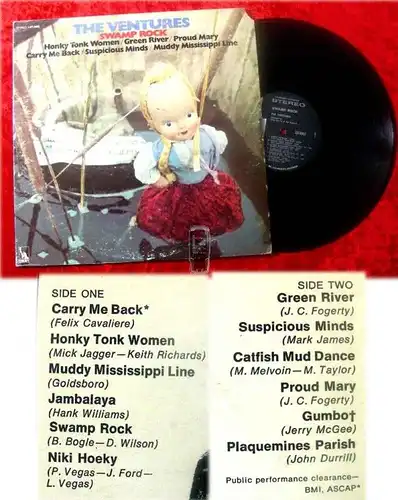 THE VENTURES
SWAMP ROCK
Honky Tonk Women / Green River / Proud Mary
Carry Me Back / Suspicious Minds / Muddy Mississippi Line
STEREO
SIDE ONE
Carry Me Back*
(Felix Cavaliere)
Honky Tonk Women
(Mick Jagger—Keith Richards)
Muddy Mississippi Line
(Goldsboro)
Jambalaya
(Hank Williams)
Swamp Rock
(B. Bogle—D. Wilson)
Niki Hoeky
(P. Vegas—J. Ford—
L. Vegas)
SIDE TWO
Green River
(J. C. Fogerty)
Suspicious Minds
(Mark James)
Catfish Mud Dance
(M. Melvoin—M. Taylor)
Proud Mary
(J. C. Fogerty)
Gumbo†
(Jerry McGee)
Plaquemines Parish
(John Durrill)
Public performance clearance—
BMI, ASCAP*